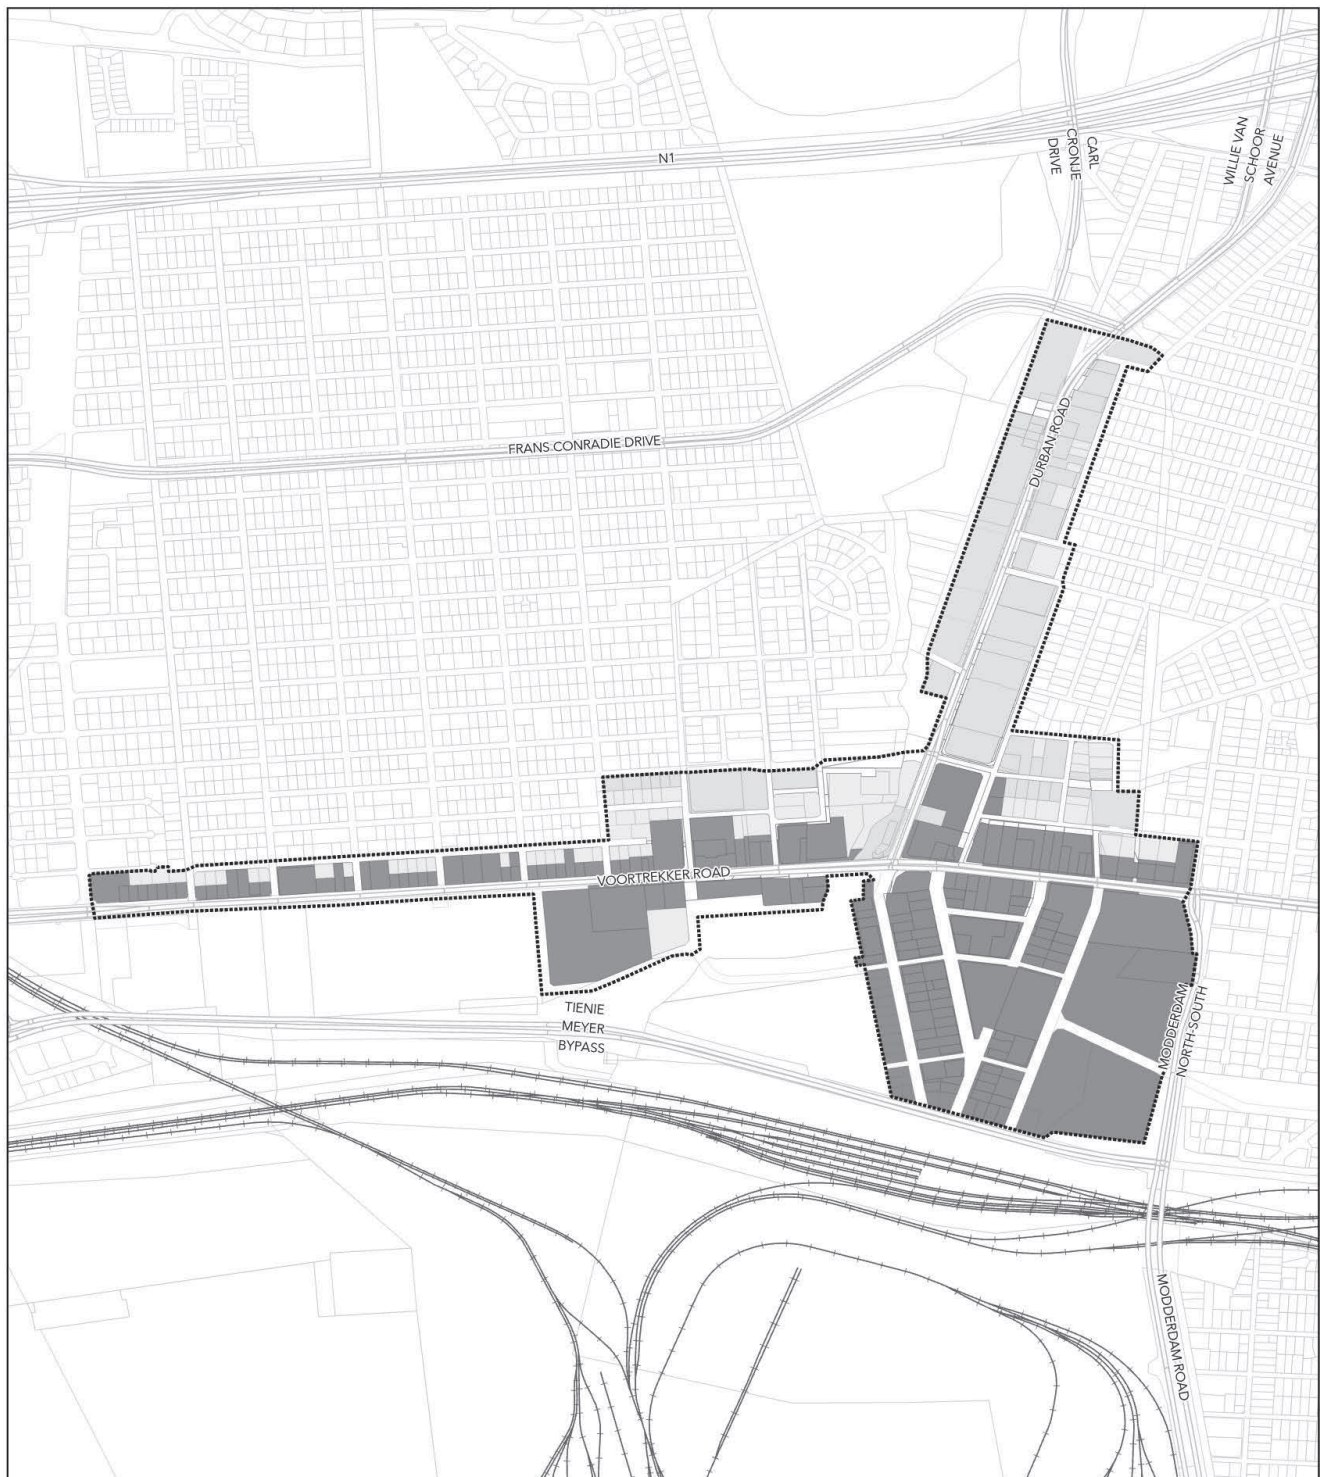 N1
CARL
CRONJE
DRIVE
WILLIE VAN
SCHOOR
AVENUE
FRANS CONRADIE DRIVE
DURBAN ROAD
VOORTREKKER ROAD
TIENIE
MEYER
BYPASS
MODDERDAM
NORTH-SOUTH
MODDERDAM ROAD